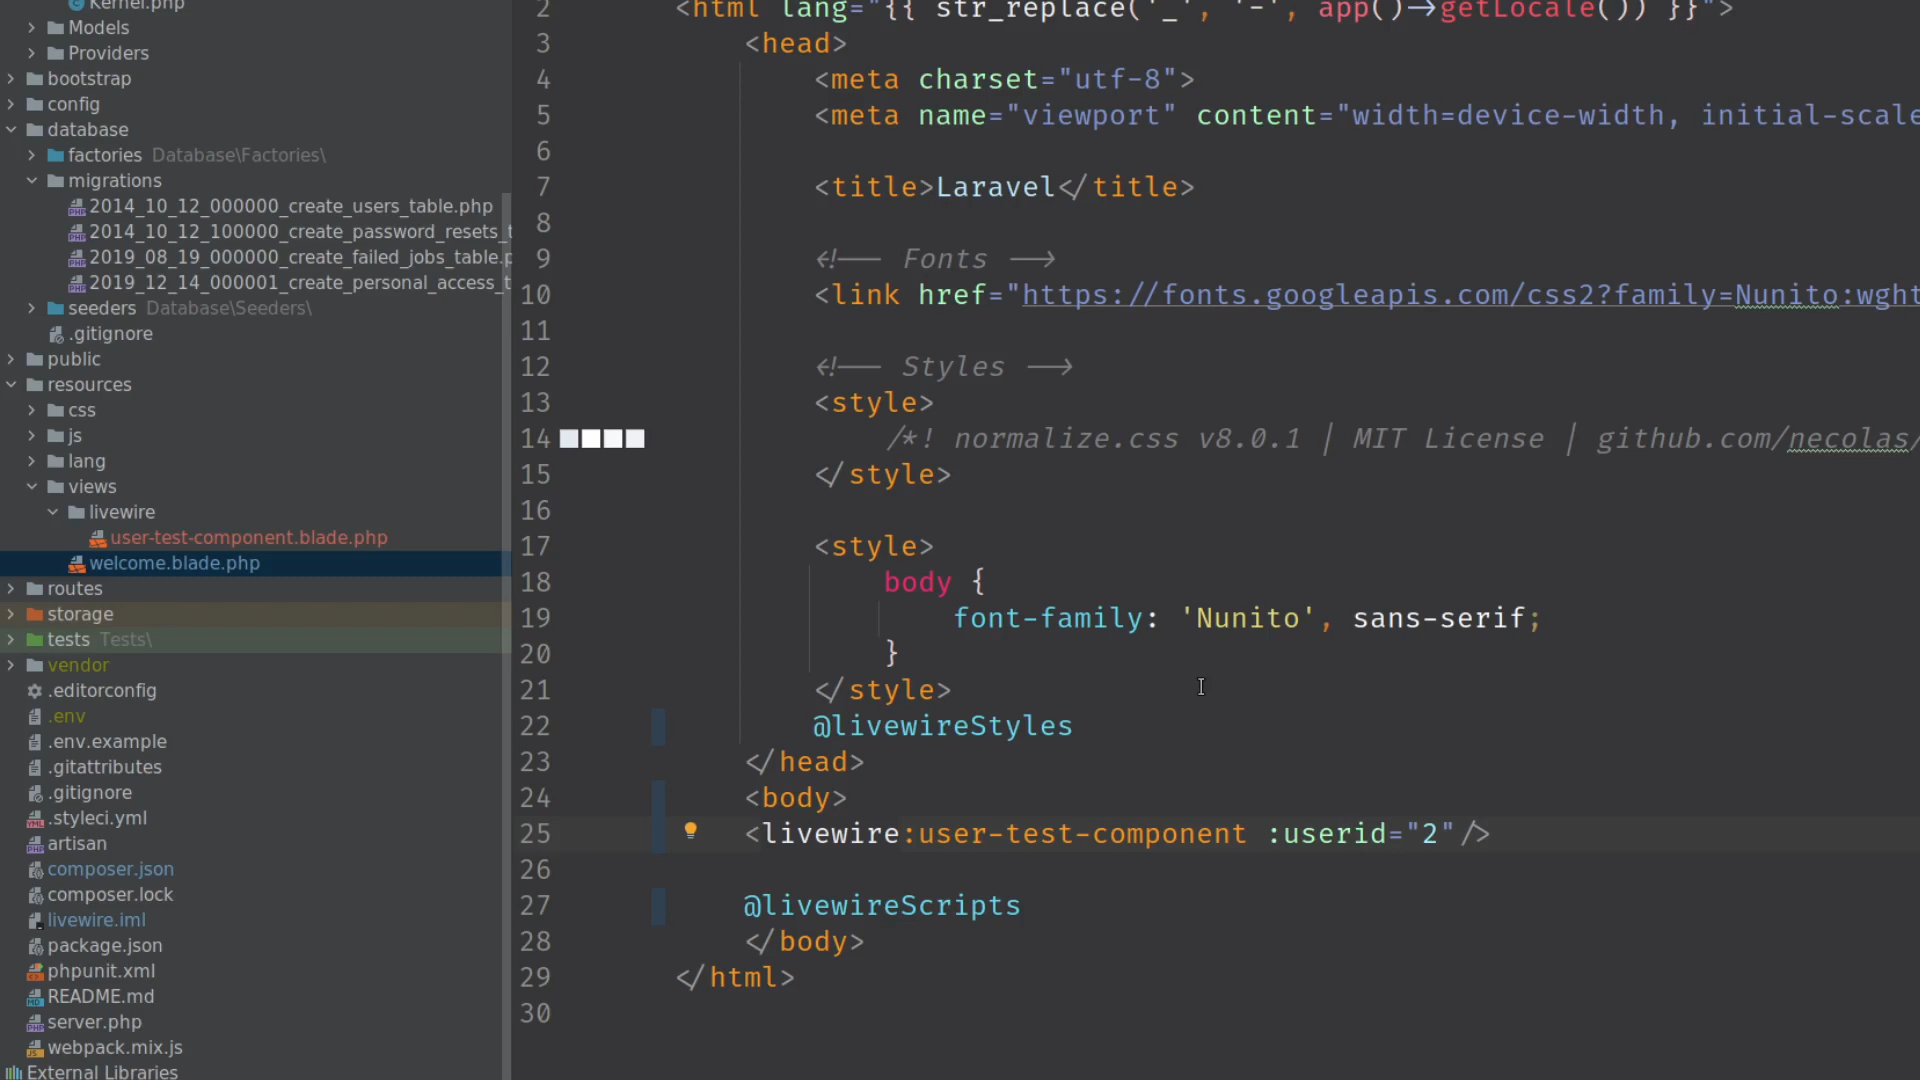 Kernel.php
Models
Providers
bootstrap
config
database
factories Database\Factories\
migrations
2014_10_12_000000_create_users_table.php
2014_10_12_100000_create_password_resets_t
2019_08_19_000000_create_failed_jobs_table.p
2019_12_14_000001_create_personal_access_t
seeders Database\Seeders\
.gitignore
public
resources
css
js
lang
views
livewire
user-test-component.blade.php
welcome.blade.php
routes
storage
tests Tests\
vendor
.editorconfig
.env
.env.example
.gitattributes
.gitignore
.styleci.yml
artisan
composer.json
composer.lock
livewire.iml
package.json
phpunit.xml
README.md
server.php
webpack.mix.js
External Libraries
2 <html lang="{{ str_replace('_', '-', app()->getLocale()) }}">
3 <head>
4 <meta charset="utf-8">
5 <meta name="viewport" content="width=device-width, initial-scale
6
7 <title>Laravel</title>
8
9 <!-- Fonts -->
10 <link href="https://fonts.googleapis.com/css2?family=Nunito:wght
11
12 <!-- Styles -->
13 <style>
14 /*! normalize.css v8.0.1 | MIT License | github.com/necolas/
15 </style>
16
17 <style>
18 body {
19 font-family: 'Nunito', sans-serif;
20 }
21 </style>
22 @livewireStyles
23 </head>
24 <body>
25 <livewire:user-test-component :userid="2"/>
26
27 @livewireScripts
28 </body>
29 </html>
30